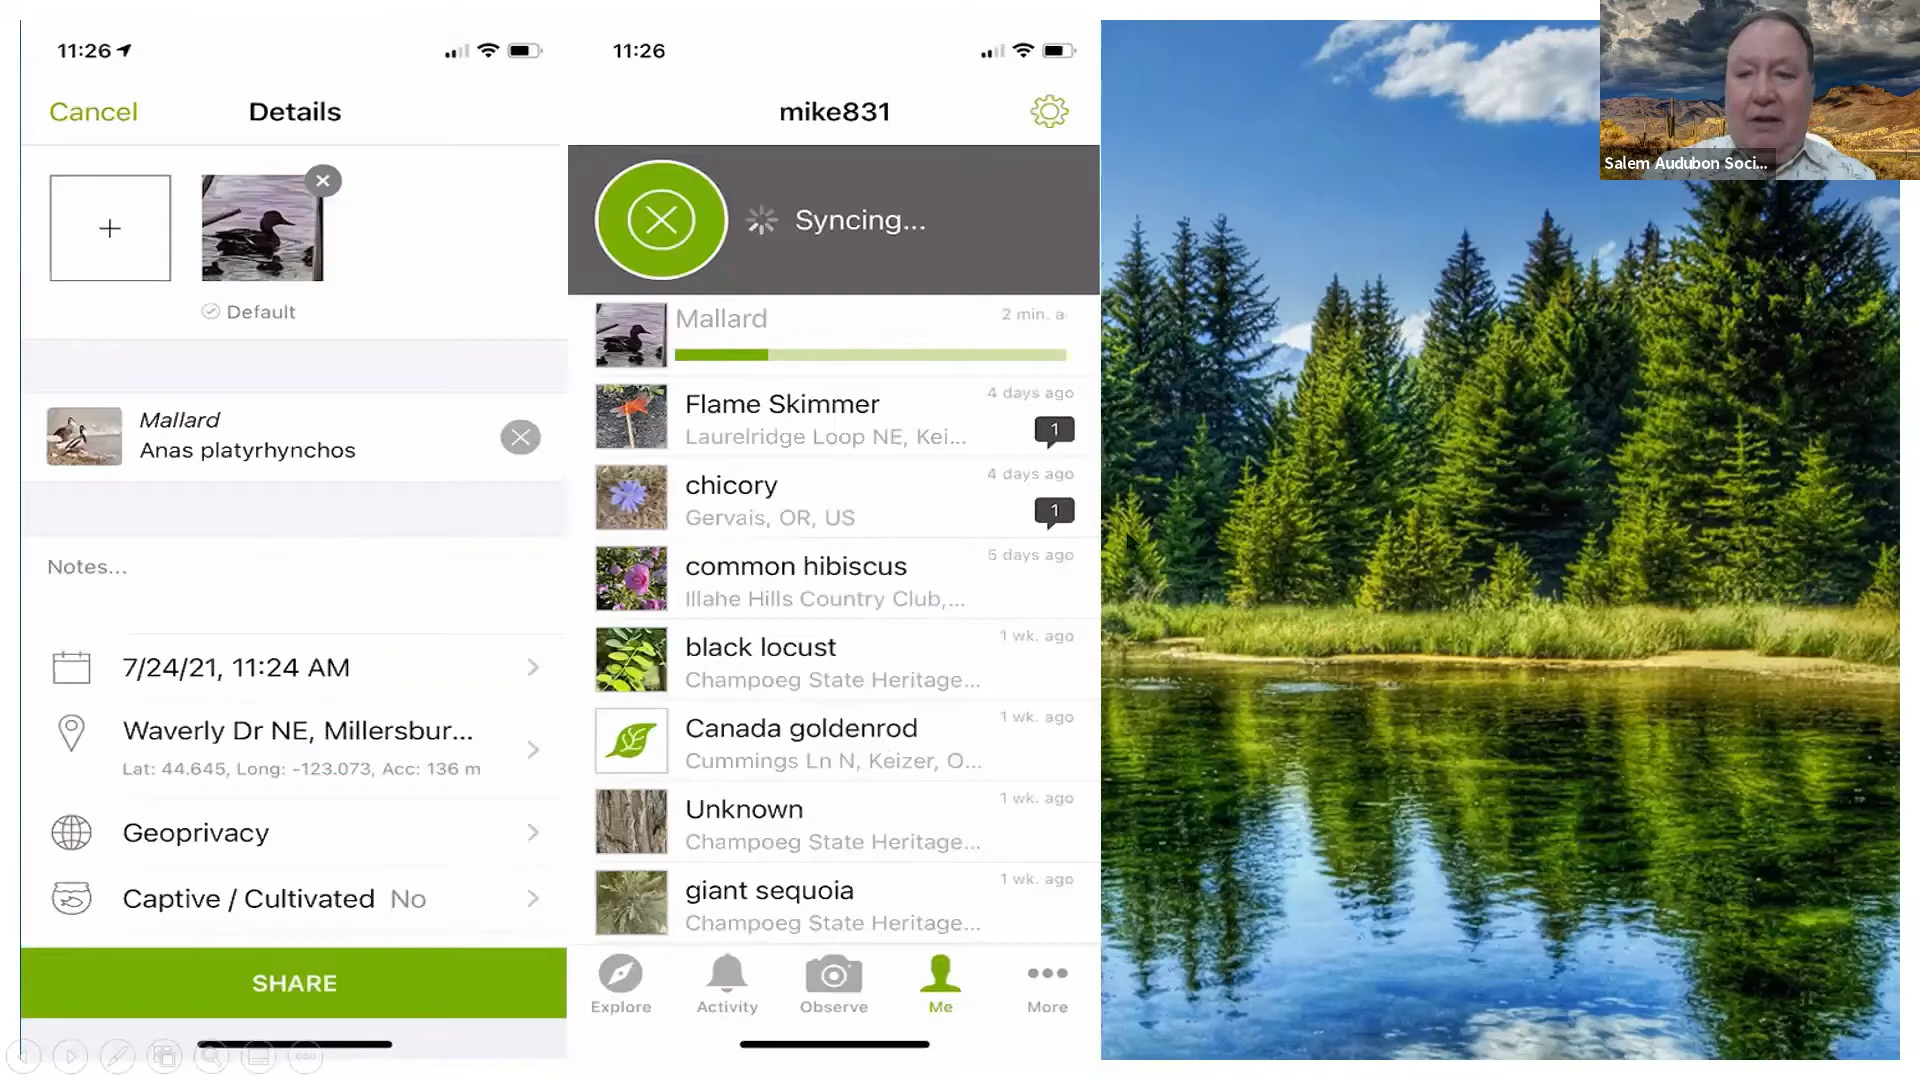 11:26
Cancel
Details
Default
Mallard
Anas platyrhynchos
Notes...
7/24/21, 11:24 AM
Waverly Dr NE, Millersbur...
Lat: 44.645, Long: -123.073, Acc: 136 m
Geoprivacy
Captive / Cultivated No
SHARE
11:26
mike831
Syncing...
Mallard
2 min. a
Flame Skimmer
4 days ago
Laurelridge Loop NE, Kei...
1
chicory
4 days ago
Gervais, OR, US
1
common hibiscus
5 days ago
Illahe Hills Country Club,...
black locust
1 wk. ago
Champoeg State Heritage...
Canada goldenrod
1 wk. ago
Cummings Ln N, Keizer, O...
Unknown
1 wk. ago
Champoeg State Heritage...
giant sequoia
1 wk. ago
Champoeg State Heritage...
Explore
Activity
Observe
Me
More
Salem Audubon Soci...